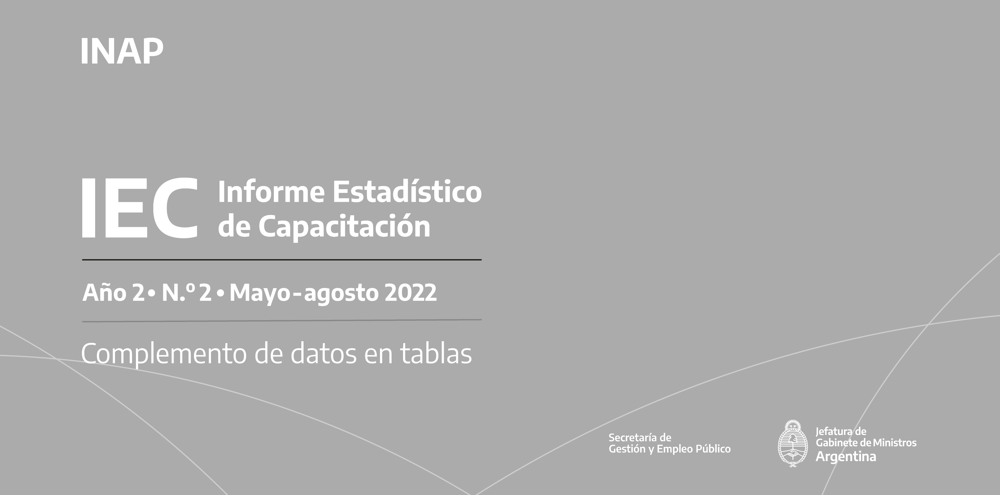 INAP
IEC
Informe Estadístico
de Capacitación
Año 2 • N.º 2 • Mayo-agosto 2022
Complemento de datos en tablas
Secretaría de
Gestión y Empleo Público
Jefatura de
Gabinete de Ministros
Argentina